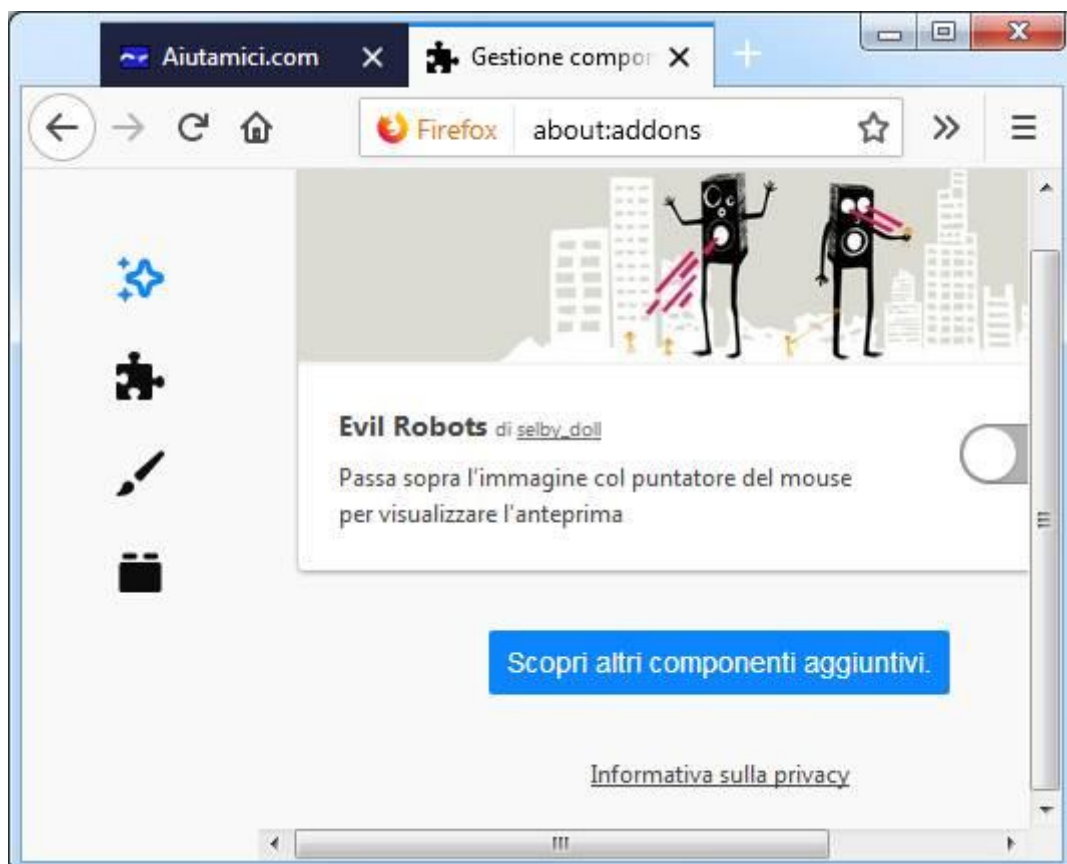 Aiutamici.com
Gestione compo
Firefox about:addons
Evil Robots di selby_doll
Passa sopra l'immagine col puntatore del mouse
per visualizzare l'anteprima
Scopri altri componenti aggiuntivi.
Informativa sulla privacy